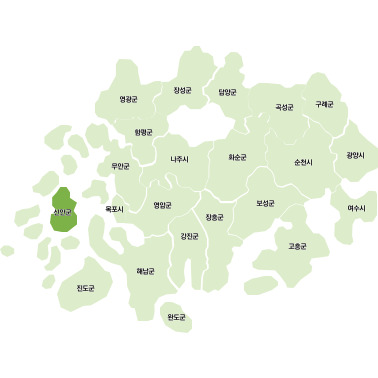 장성군
담양군
영광군
곡성군
구례군
함평군
나주시
화순군
순천시
광양시
무안군
영암군
보성군
여수시
신안군
목포시
장흥군
강진군
고흥군
해남군
진도군
완도군